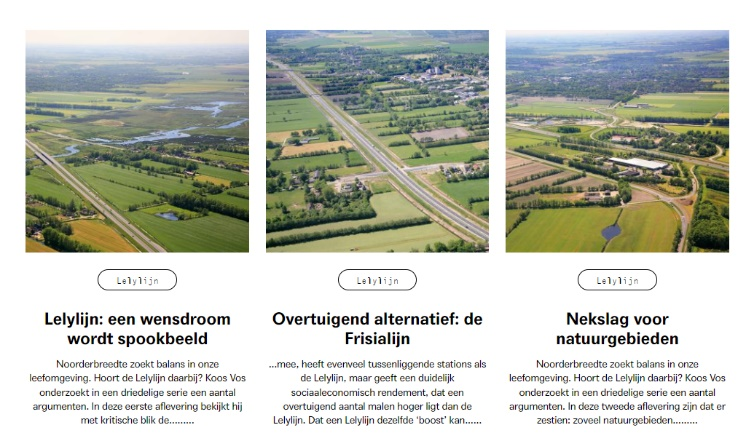 Lelylijn
Lelylijn: een wensdroom
wordt spookbeeld
Noorderbreedte zoekt balans in onze
leefomgeving. Hoort de Lelylijn daarbij? Koos Vos
onderzoekt in een driedelige serie een aantal
argumenten. In deze eerste aflevering bekijkt hij
met kritische blik de.........
Lelylijn
Overtuigend alternatief: de
Frisialijn
...mee, heeft evenveel tussenliggende stations als
de Lelylijn, maar geeft een duidelijk
sociaaleconomisch rendement, dat een
overtuigend aantal malen hoger ligt dan de
Lelylijn. Dat een Lelylijn dezelfde ‘boost’ kan......
Lelylijn
Nekslag voor
natuurgebieden
Noorderbreedte zoekt balans in onze
leefomgeving. Hoort de Lelylijn daarbij? Koos Vos
onderzoekt in een driedelige serie een aantal
argumenten. In deze tweede aflevering zijn dat er
zestien: zoveel natuurgebieden.........